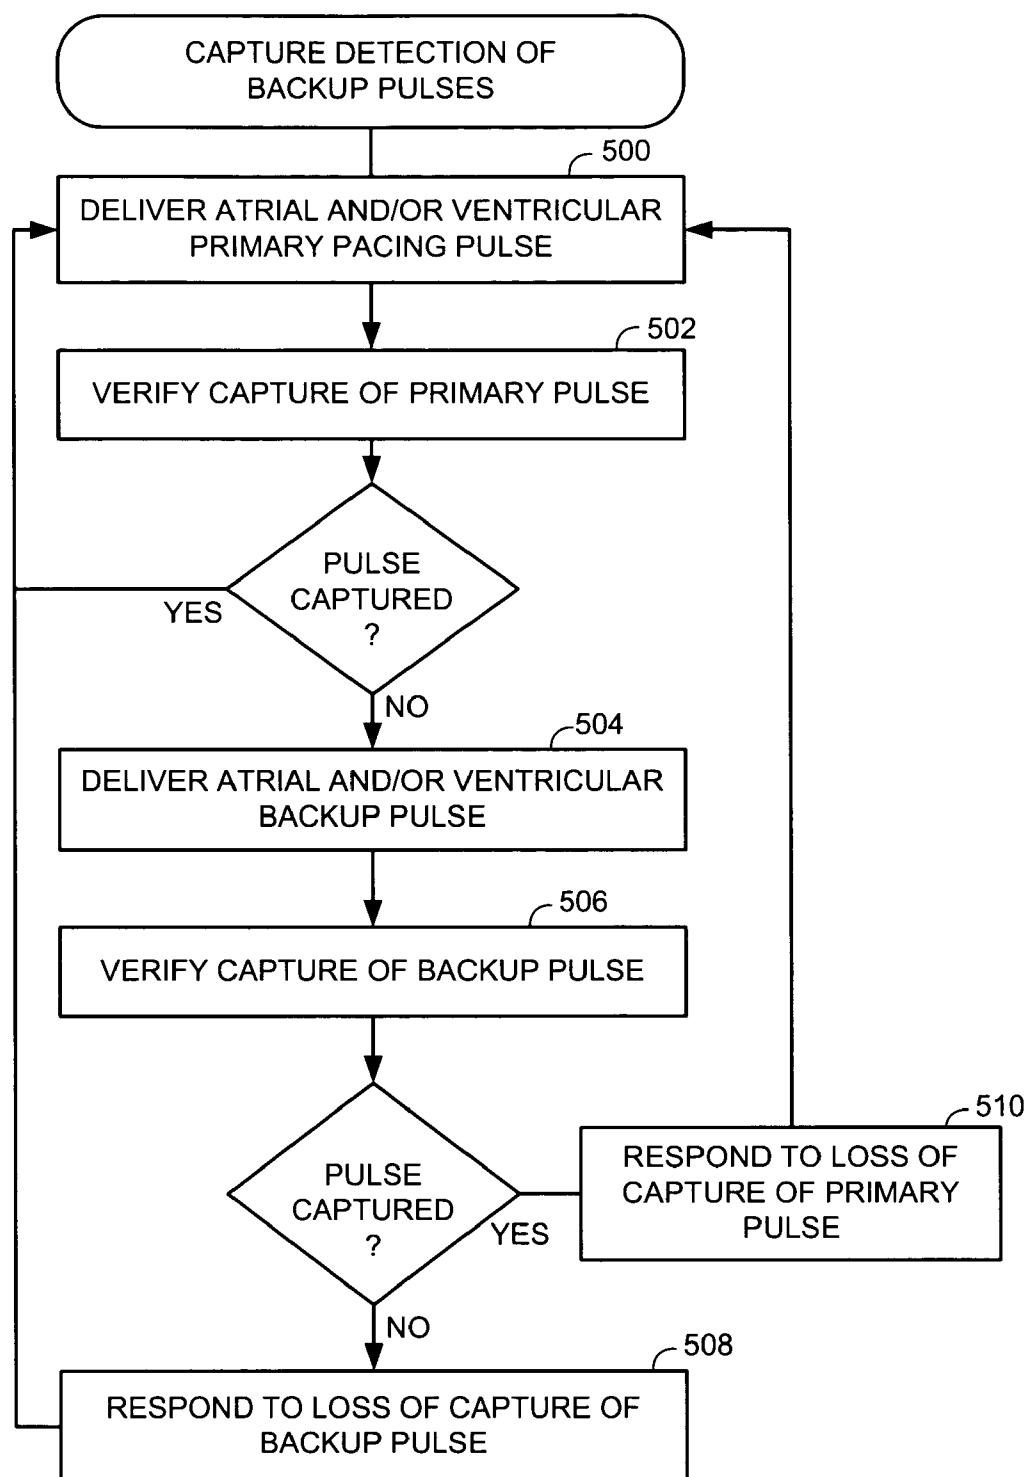 CAPTURE DETECTION OF
BACKUP PULSES
500
DELIVER ATRIAL AND/OR VENTRICULAR
PRIMARY PACING PULSE
502
VERIFY CAPTURE OF PRIMARY PULSE
PULSE
CAPTURED
?
YES
NO
504
DELIVER ATRIAL AND/OR VENTRICULAR
BACKUP PULSE
506
VERIFY CAPTURE OF BACKUP PULSE
PULSE
CAPTURED
?
YES
510
RESPOND TO LOSS OF
CAPTURE OF PRIMARY
PULSE
NO
508
RESPOND TO LOSS OF CAPTURE OF
BACKUP PULSE